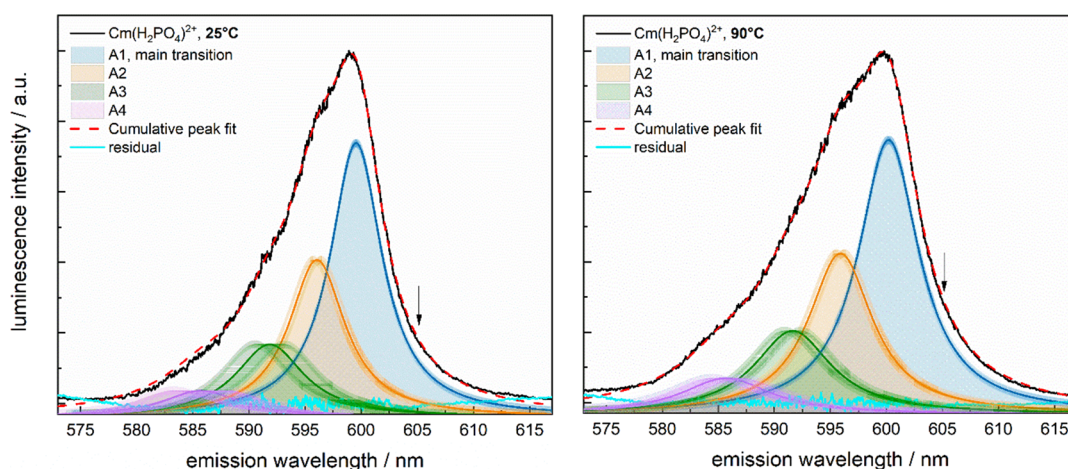 Cm(H₂PO₄)²⁺, 25°C
A1, main transition
A2
A3
A4
Cumulative peak fit
residual
luminescence intensity / a.u.
575 580 585 590 595 600 605 610 615
emission wavelength / nm
Cm(H₂PO₄)²⁺, 90°C
A1, main transition
A2
A3
A4
Cumulative peak fit
residual
575 580 585 590 595 600 605 610 615
emission wavelength / nm